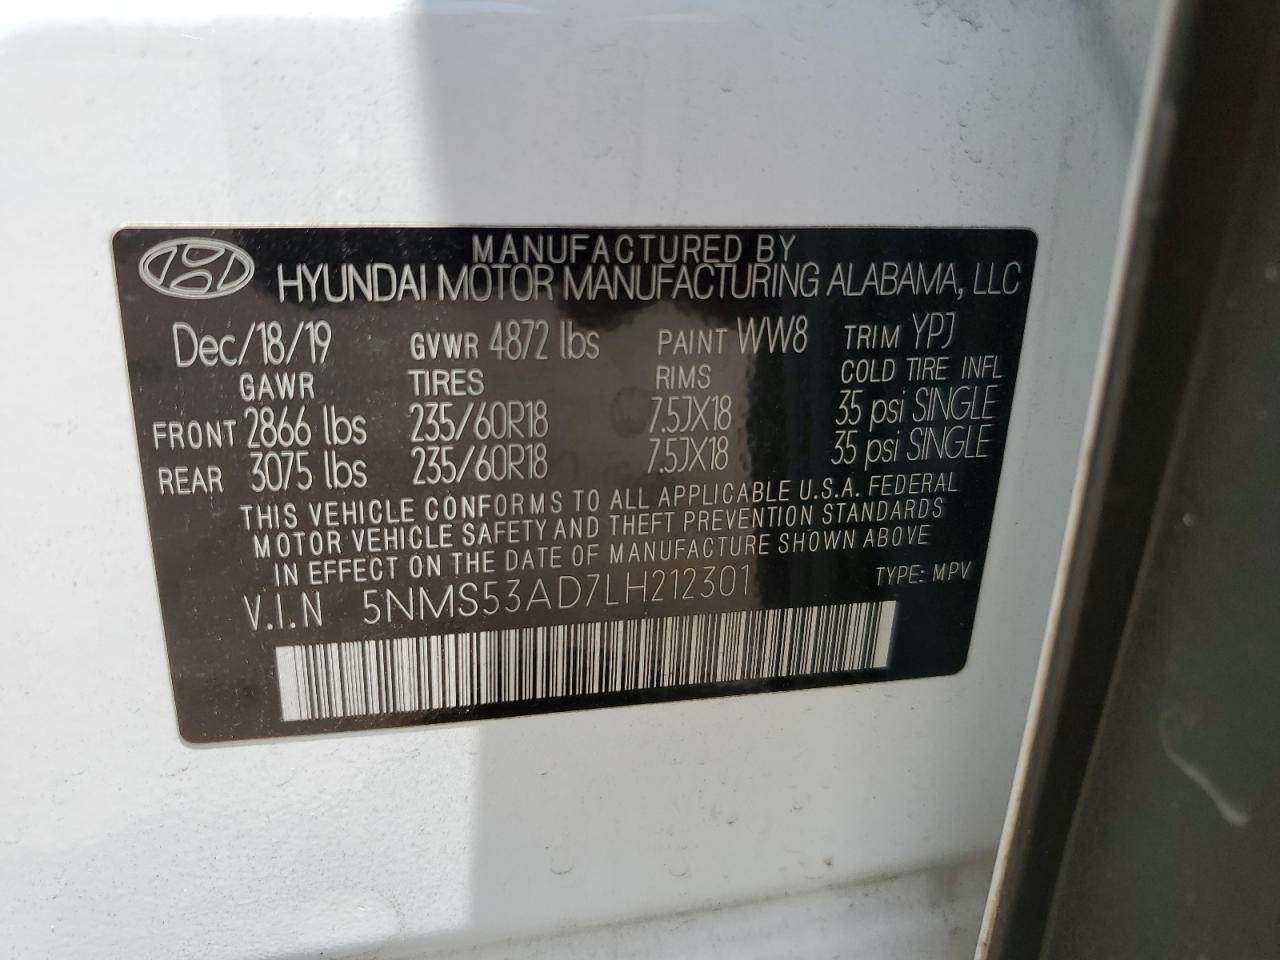 MANUFACTURED BY
HYUNDAI MOTOR MANUFACTURING ALABAMA, LLC
Dec/18/19 GVWR 4872 lbs PAINT WW8 TRIM YPJ
GAWR TIRES RIMS COLD TIRE INFL
FRONT 2866 lbs 235/60R18 7.5JX18 35 psi SINGLE
REAR 3075 lbs 235/60R18 7.5JX18 35 psi SINGLE
THIS VEHICLE CONFORMS TO ALL APPLICABLE U.S.A. FEDERAL
MOTOR VEHICLE SAFETY AND THEFT PREVENTION STANDARDS
IN EFFECT ON THE DATE OF MANUFACTURE SHOWN ABOVE
V.I.N 5NMS53AD7LH212301 TYPE: MPV